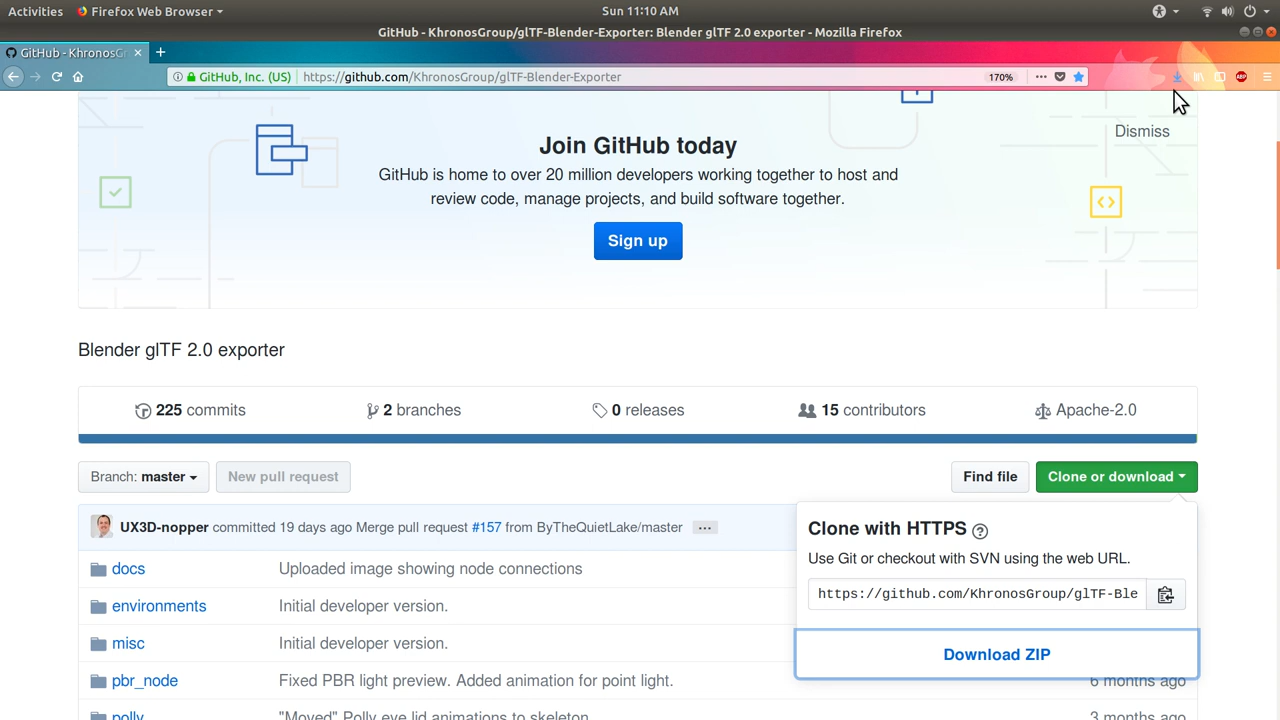 Activities Firefox Web Browser Sun 11:10 AM
GitHub - KhronosGroup/glTF-Blender-Exporter: Blender glTF 2.0 exporter - Mozilla Firefox
GitHub - KhronosGr
GitHub, Inc. (US) https://github.com/KhronosGroup/glTF-Blender-Exporter 170% ABP
Dismiss
Join GitHub today
GitHub is home to over 20 million developers working together to host and
review code, manage projects, and build software together.
Sign up
Blender glTF 2.0 exporter
225 commits 2 branches 0 releases 15 contributors Apache-2.0
Branch: master New pull request Find file Clone or download
UX3D-nopper committed 19 days ago Merge pull request #157 from ByTheQuietLake/master ...
Clone with HTTPS
Use Git or checkout with SVN using the web URL.
https://github.com/KhronosGroup/glTF-Ble
Download ZIP
docs Uploaded image showing node connections
environments Initial developer version.
misc Initial developer version.
pbr_node Fixed PBR light preview. Added animation for point light. 6 months ago
polly "Moved" Polly eye lid animations to skeleton 3 months ago